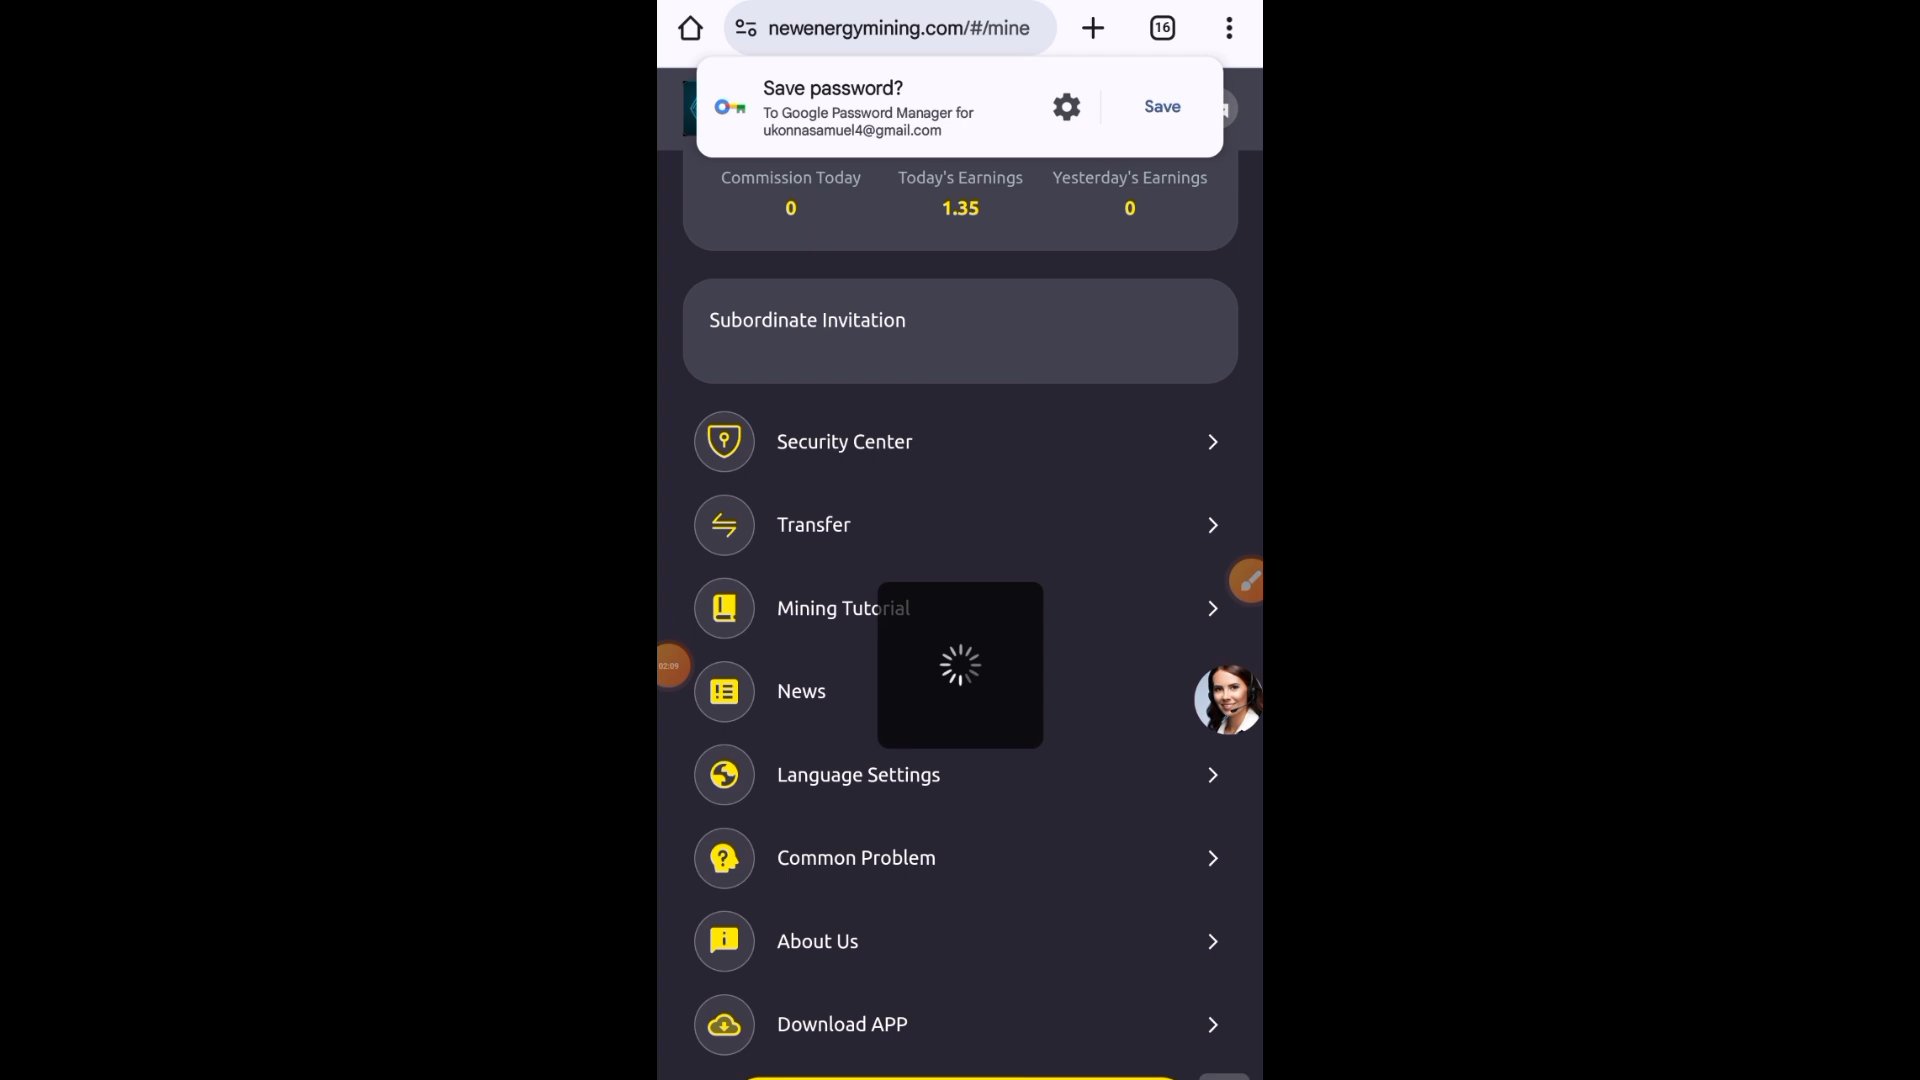 newenergymining.com/#/mine
16
Save password?
To Google Password Manager for
ukonnasamuel4@gmail.com
Save
Commission Today
Today's Earnings
Yesterday's Earnings
0
1.35
0
Subordinate Invitation
Security Center
Transfer
Mining Tutorial
02:09
News
Language Settings
Common Problem
About Us
Download APP